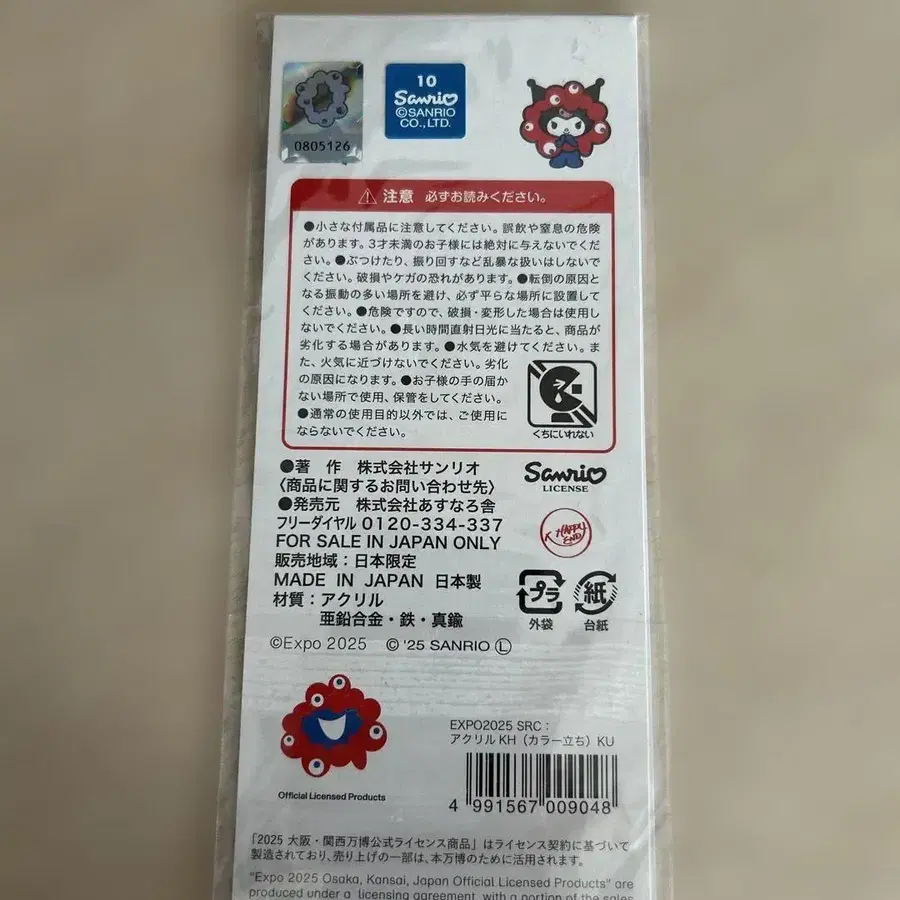 0805126
10
Sanrio
©SANRIO
CO.,LTD.
注意 必ずお読みください。
●小さな付属品に注意してください。誤飲や窒息の危険
があります。3才未満のお子様には絶対に与えないでくだ
さい。●ぶつけたり、振り回すなど乱暴な扱いはしないで
ください。破損やケガの恐れがあります。●転倒の原因と
なる振動の多い場所を避け、必ず平らな場所に設置して
ください。●危険ですので、破損・変形した場合は使用し
ないでください。●長い時間直射日光に当たると、商品が
劣化する場合があります。●水気を避けてください。ま
た、火気に近づけないでください。劣化
の原因になります。●お子様の手の届か
ない場所で使用、保管をしてください。
●通常の使用目的以外では、ご使用に
ならないでください。
くちにいれない
●著 作 株式会社サンリオ
〈商品に関するお問い合わせ先〉
●発売元 株式会社あすなろ舎
フリーダイヤル 0120-334-337
FOR SALE IN JAPAN ONLY
販売地域：日本限定
MADE IN JAPAN 日本製
材質：アクリル
亜鉛合金・鉄・真鍮
©Expo 2025 © '25 SANRIO Ⓛ
Sanrio
LICENSE
HAPPY
END
プラ
外袋
紙
台紙
Official Licensed Products
EXPO2025 SRC：
アクリル KH（カラー立ち）KU
4 991567 009048
「2025 大阪・関西万博公式ライセンス商品」はライセンス契約に基づいて
製造されており、売り上げの一部は、本万博のために活用されます。
"Expo 2025 Osaka, Kansai, Japan Official Licensed Products" are
produced under a licensing agreement, with a portion of the sales